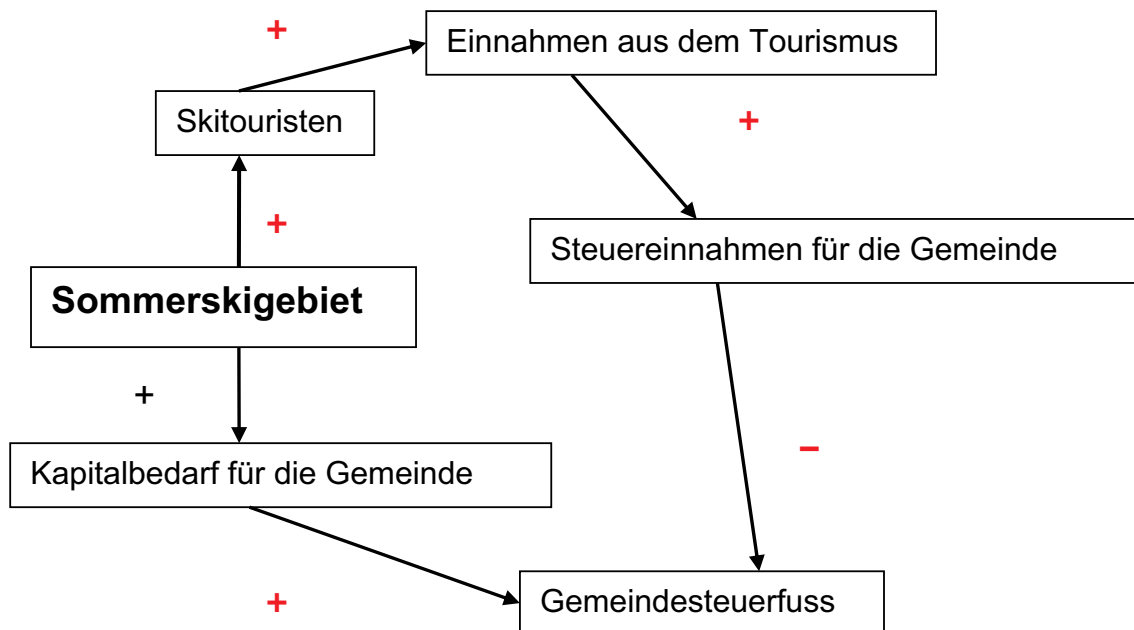 +
Einnahmen aus dem Tourismus
Skitouristen
+
+
Steuereinnahmen für die Gemeinde
Sommerskigebiet
+
−
Kapitalbedarf für die Gemeinde
+
Gemeindesteuerfuss